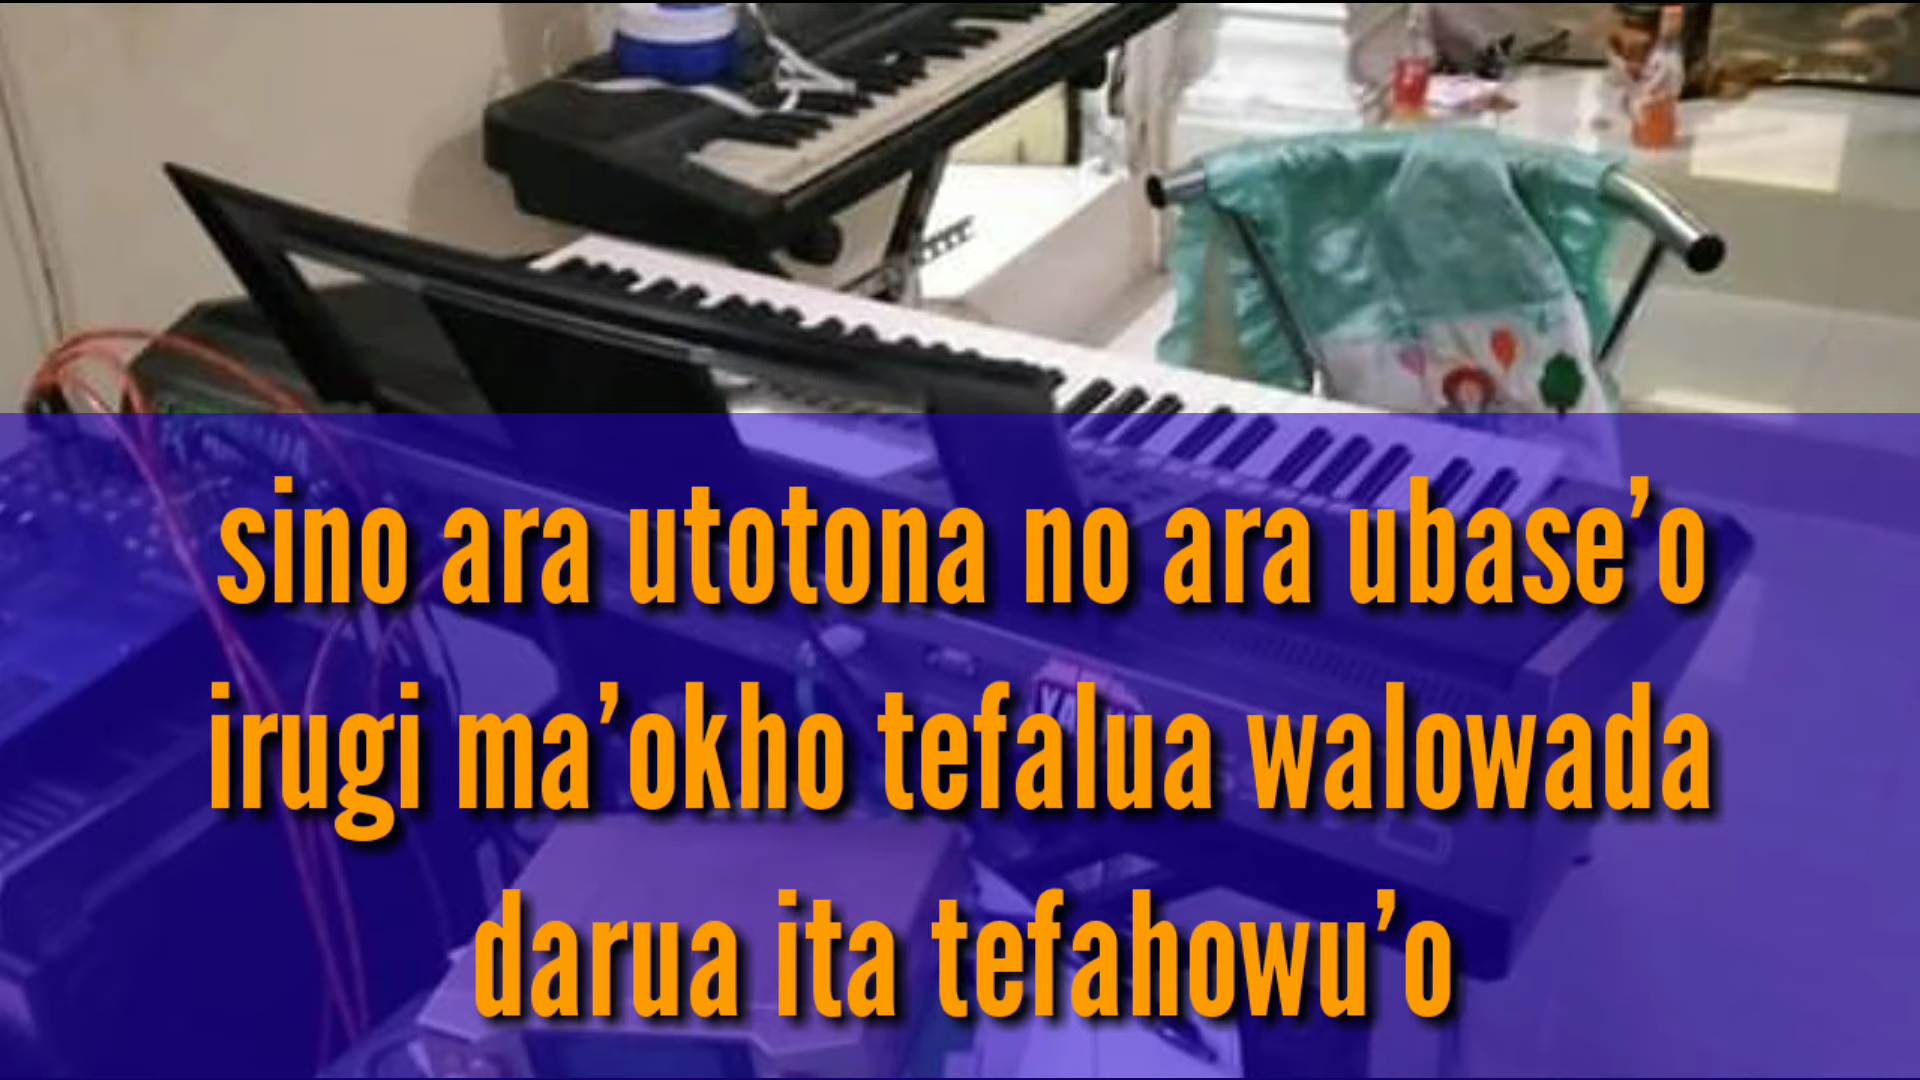 sino ara utotona no ara ubase’o
irugi ma’okho tefalua walowada
darua ita tefahowu’o